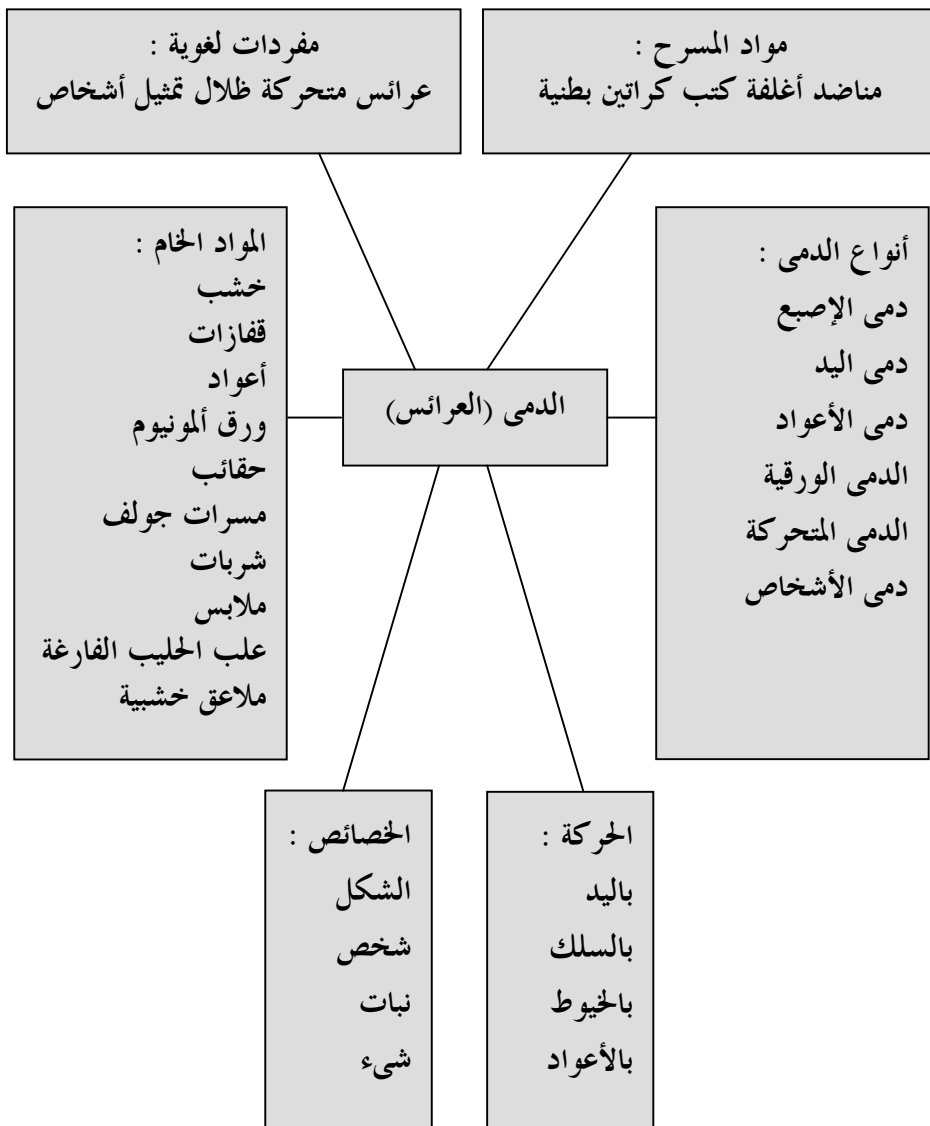 مواد المسرح :
مناضد أغلفة كتب كراتين بطنية
مفردات لغوية :
عرائس متحركة ظلال تمثيل أشخاص
أنواع الدمى :
دمى الإصبع
دمى اليد
دمى الأعواد
الدمى الورقية
الدمى المتحركة
دمى الأشخاص
الدمى (العرائس)
المواد الخام :
خشب
قفازات
أعواد
ورق ألمونيوم
حقائب
مسرات جولف
شربات
ملابس
علب الحليب الفارغة
ملاعق خشبية
الحركة :
باليد
بالسلك
بالخيوط
بالأعواد
الخصائص :
الشكل
شخص
نبات
شىء